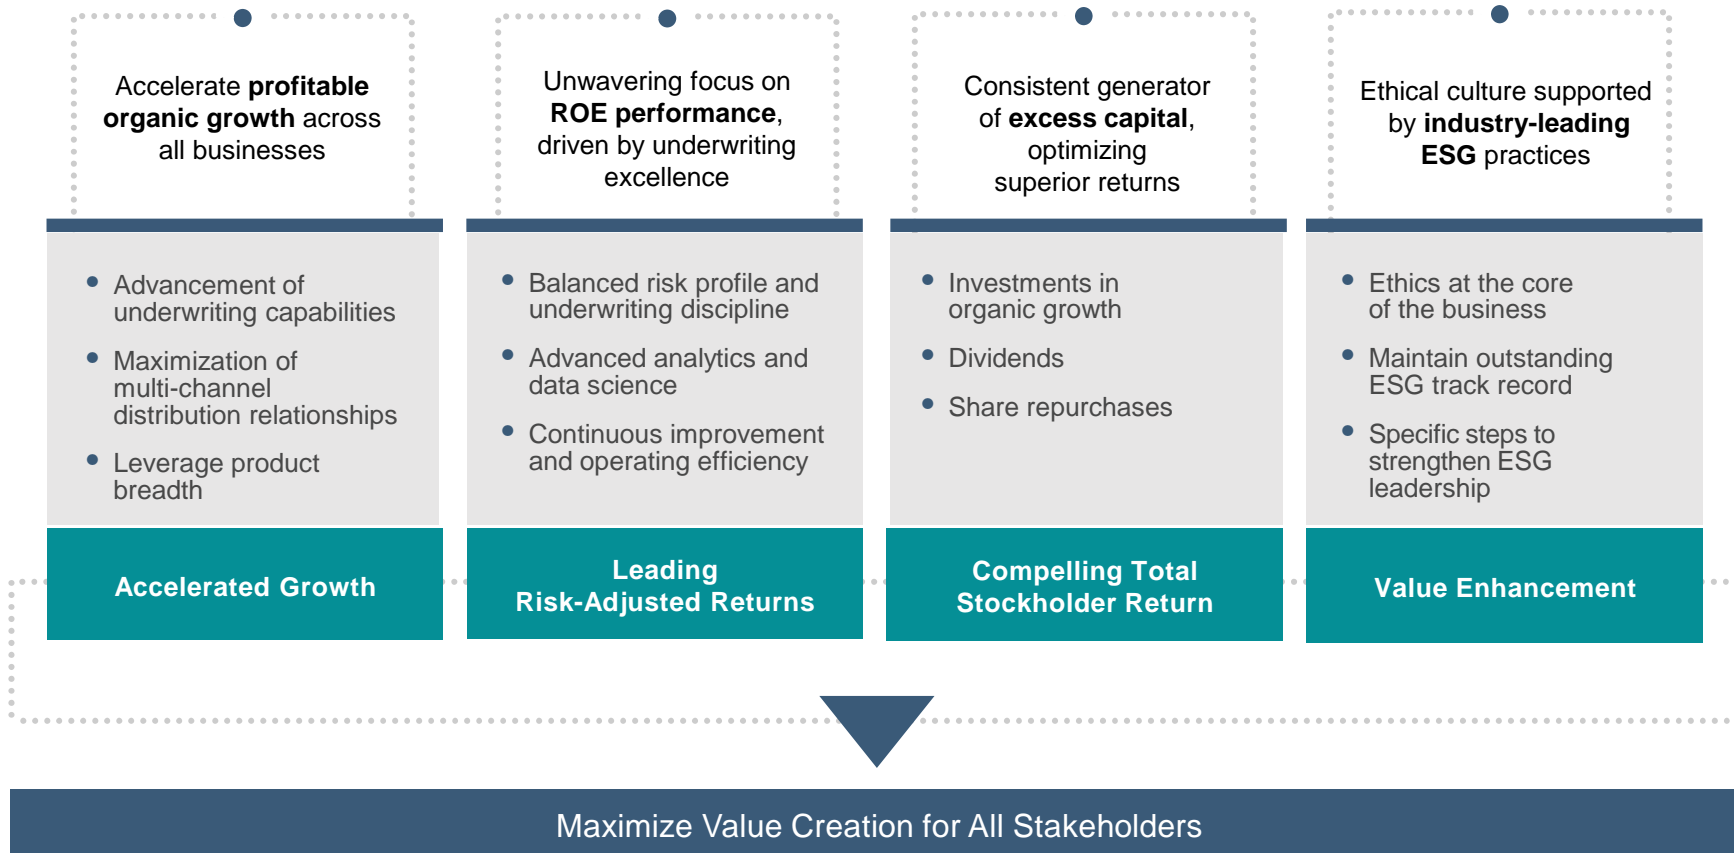 Accelerate profitable
organic growth across
all businesses
Advancement of
underwriting capabilities
Maximization of
multi-channel
distribution relationships
Leverage product
breadth
Accelerated Growth
Unwavering focus on
ROE performance,
driven by underwriting
excellence
Balanced risk profile and
underwriting discipline
Advanced analytics and
data science
Continuous improvement
and operating efficiency
Leading
Risk-Adjusted Returns
Consistent generator
of excess capital,
optimizing
superior returns
Investments in
organic growth
Dividends
Share repurchases
Compelling Total
Stockholder Return
Ethical culture supported
by industry-leading
ESG practices
Ethics at the core
of the business
Maintain outstanding
ESG track record
Specific steps to
strengthen ESG
leadership
Value Enhancement
Maximize Value Creation for All Stakeholders